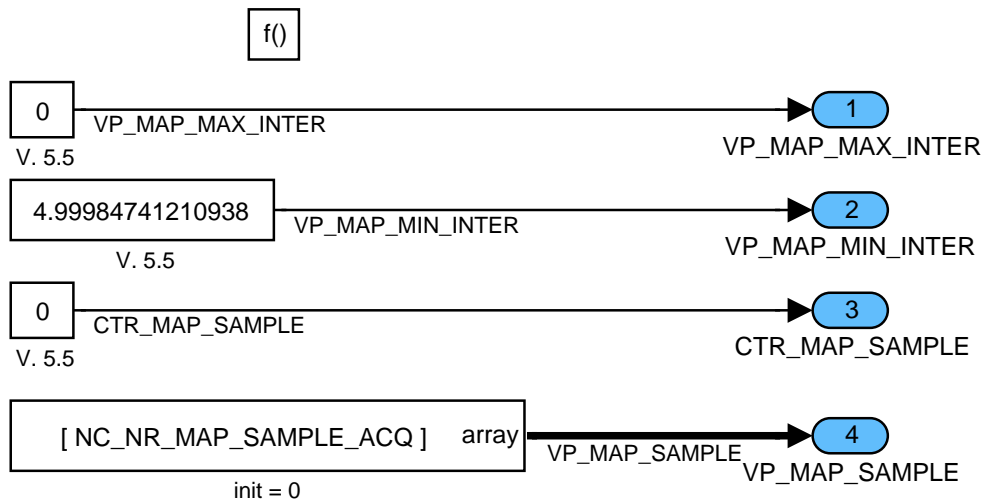 f()
0
VP_MAP_MAX_INTER
1
V. 5.5
VP_MAP_MAX_INTER
4.99984741210938
VP_MAP_MIN_INTER
2
V. 5.5
VP_MAP_MIN_INTER
0
CTR_MAP_SAMPLE
3
V. 5.5
CTR_MAP_SAMPLE
[ NC_NR_MAP_SAMPLE_ACQ ] array
VP_MAP_SAMPLE
4
VP_MAP_SAMPLE
init = 0